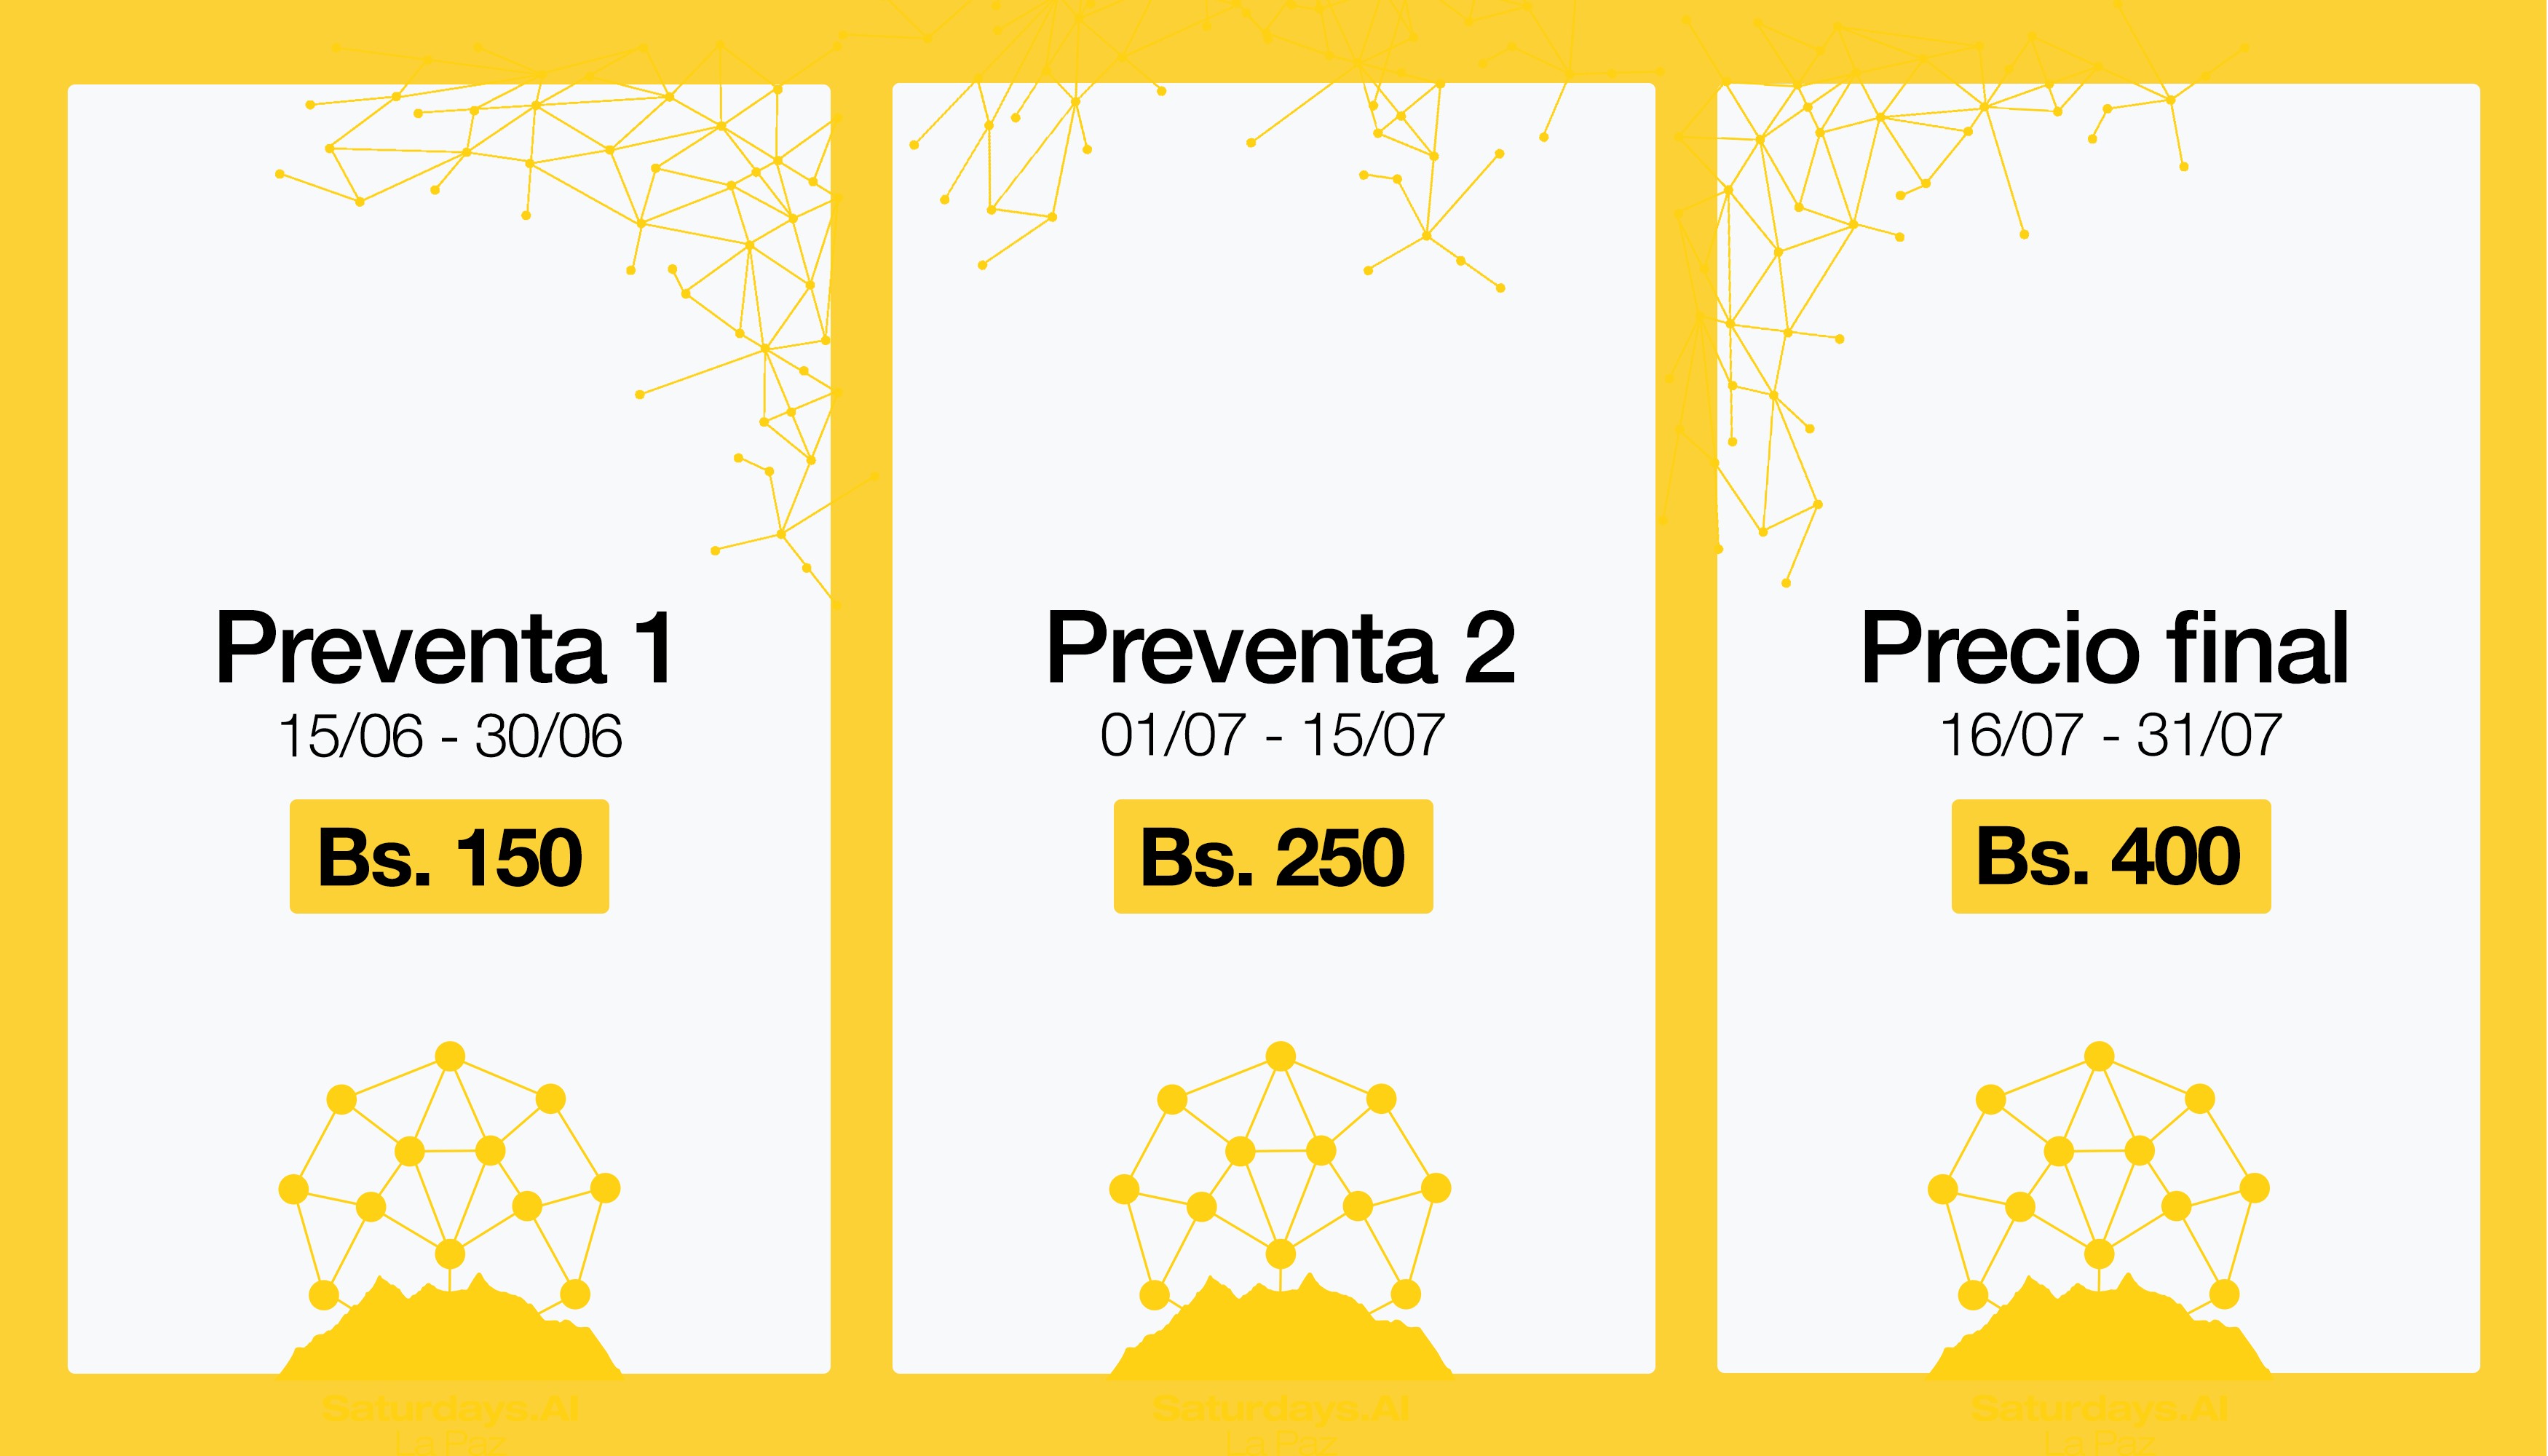 Preventa 1
15/06 - 30/06
Bs. 150
Saturdays.AI
La Paz
Preventa 2
01/07 - 15/07
Bs. 250
Saturdays.AI
La Paz
Precio final
16/07 - 31/07
Bs. 400
Saturdays.AI
La Paz